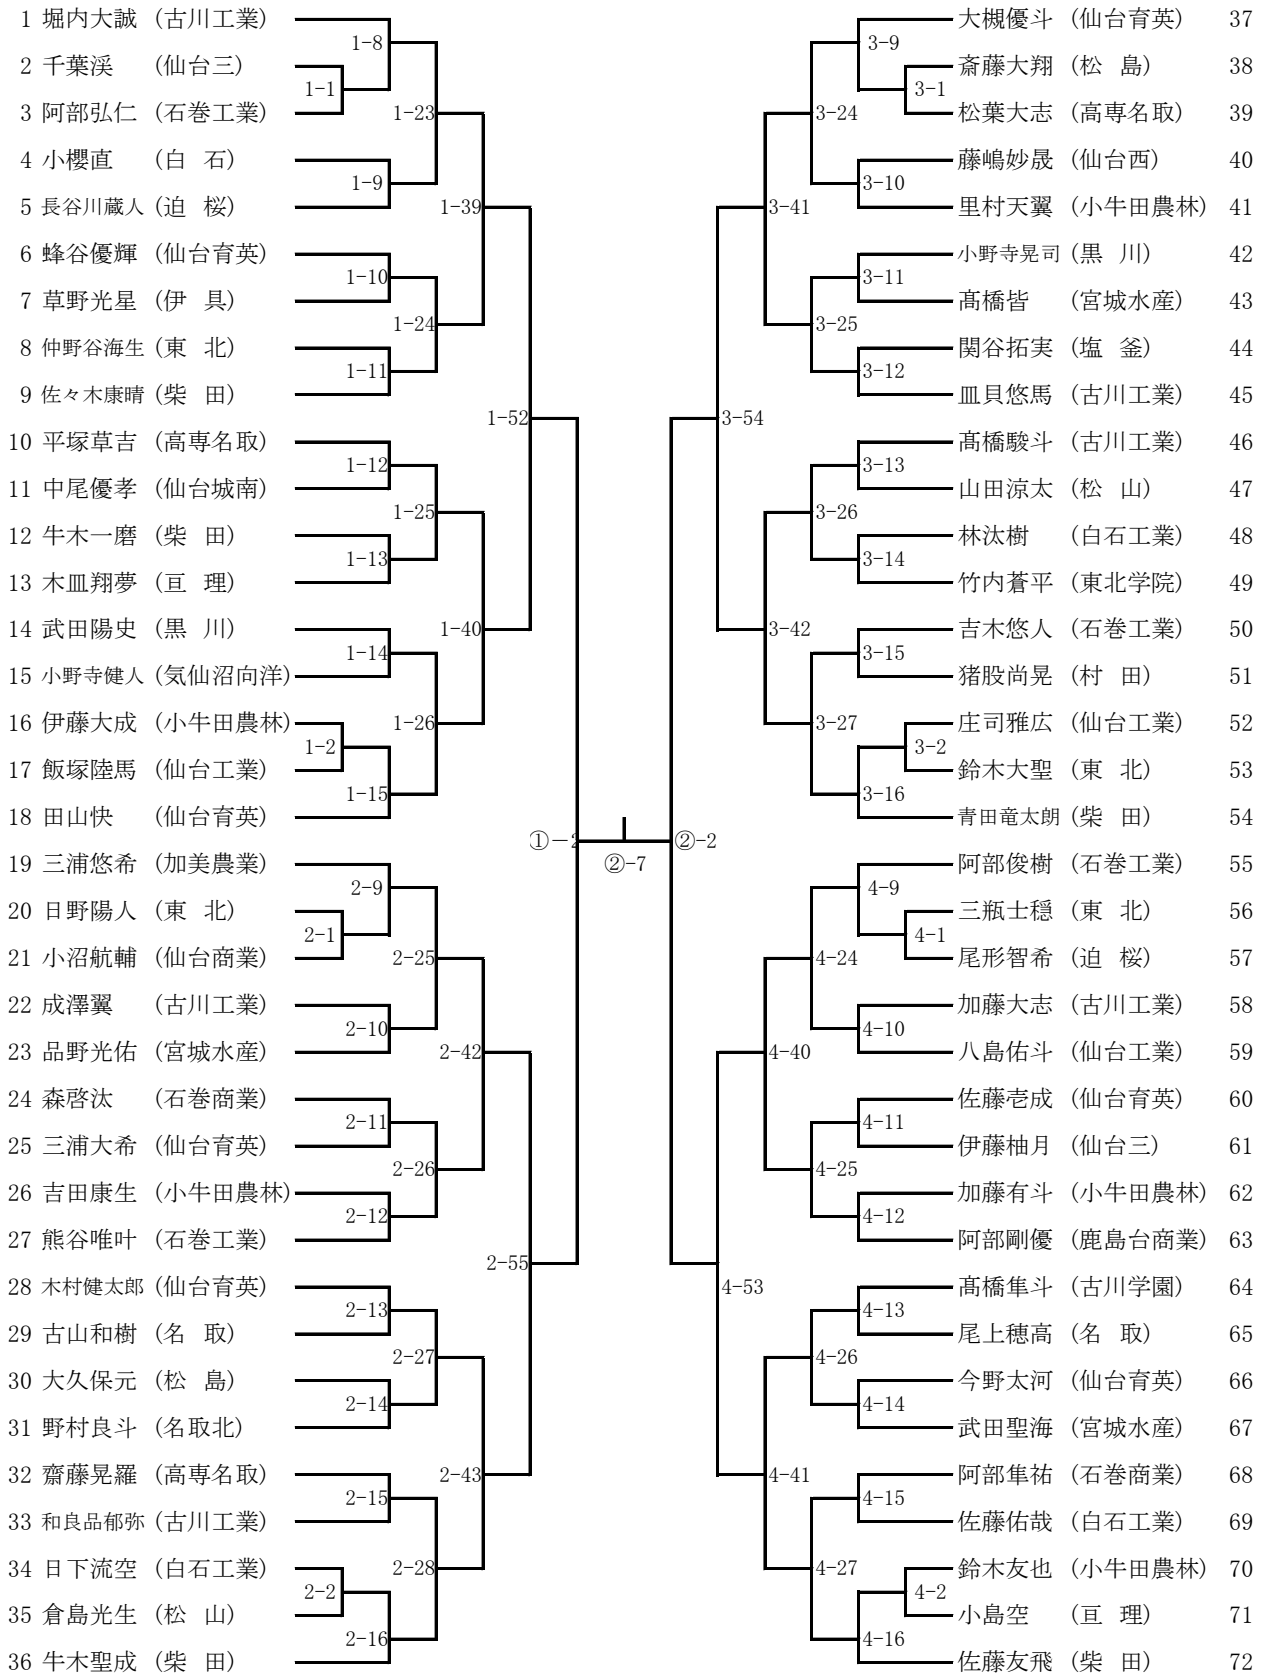 1 堀内大誠 (古川工業)
1-8
2 千葉渓 (仙台三)
1-1
3 阿部弘仁 (石巻工業)
1-23
4 小櫻直 (白 石)
1-9
5 長谷川蔵人 (迫 桜)
1-39
6 蜂谷優輝 (仙台育英)
1-10
7 草野光星 (伊 具)
1-24
8 仲野谷海生 (東 北)
1-11
9 佐々木康晴 (柴 田)
1-52
10 平塚草吉 (高専名取)
1-12
11 中尾優孝 (仙台城南)
1-25
12 牛木一磨 (柴 田)
1-13
13 木皿翔夢 (亘 理)
14 武田陽史 (黒 川)
1-40
1-14
15 小野寺健人 (気仙沼向洋)
16 伊藤大成 (小牛田農林)
1-26
1-2
17 飯塚陸馬 (仙台工業)
1-15
18 田山快 (仙台育英)
①-2
②-7
19 三浦悠希 (加美農業)
2-9
20 日野陽人 (東 北)
2-1
21 小沼航輔 (仙台商業)
2-25
22 成澤翼 (古川工業)
2-10
23 品野光佑 (宮城水産)
2-42
24 森啓汰 (石巻商業)
2-11
25 三浦大希 (仙台育英)
2-26
26 吉田康生 (小牛田農林)
2-12
27 熊谷唯叶 (石巻工業)
2-55
28 木村健太郎 (仙台育英)
2-13
29 古山和樹 (名 取)
2-27
30 大久保元 (松 島)
2-14
31 野村良斗 (名取北)
32 齋藤晃羅 (高専名取)
2-43
2-15
33 和良品郁弥 (古川工業)
34 日下流空 (白石工業)
2-28
2-2
35 倉島光生 (松 山)
2-16
36 牛木聖成 (柴 田)
大槻優斗 (仙台育英) 37
3-9
斎藤大翔 (松 島) 38
3-1
松葉大志 (高専名取) 39
3-24
藤嶋妙晟 (仙台西) 40
3-10
里村天翼 (小牛田農林) 41
3-41
小野寺晃司 (黒 川) 42
3-11
髙橋皆 (宮城水産) 43
3-25
関谷拓実 (塩 釜) 44
3-12
皿貝悠馬 (古川工業) 45
3-54
髙橋駿斗 (古川工業) 46
3-13
山田涼太 (松 山) 47
3-26
林汰樹 (白石工業) 48
3-14
竹内蒼平 (東北学院) 49
吉木悠人 (石巻工業) 50
3-42
3-15
猪股尚晃 (村 田) 51
庄司雅広 (仙台工業) 52
3-27
3-2
鈴木大聖 (東 北) 53
3-16
青田竜太朗 (柴 田) 54
②-2
阿部俊樹 (石巻工業) 55
4-9
三瓶士穏 (東 北) 56
4-1
尾形智希 (迫 桜) 57
4-24
加藤大志 (古川工業) 58
4-10
八島佑斗 (仙台工業) 59
4-40
佐藤壱成 (仙台育英) 60
4-11
伊藤柚月 (仙台三) 61
4-25
加藤有斗 (小牛田農林) 62
4-12
阿部剛優 (鹿島台商業) 63
髙橋隼斗 (古川学園) 64
4-53
4-13
尾上穂高 (名 取) 65
4-26
今野太河 (仙台育英) 66
4-14
武田聖海 (宮城水産) 67
阿部隼祐 (石巻商業) 68
4-41
4-15
佐藤佑哉 (白石工業) 69
鈴木友也 (小牛田農林) 70
4-27
4-2
小島空 (亘 理) 71
4-16
佐藤友飛 (柴 田) 72